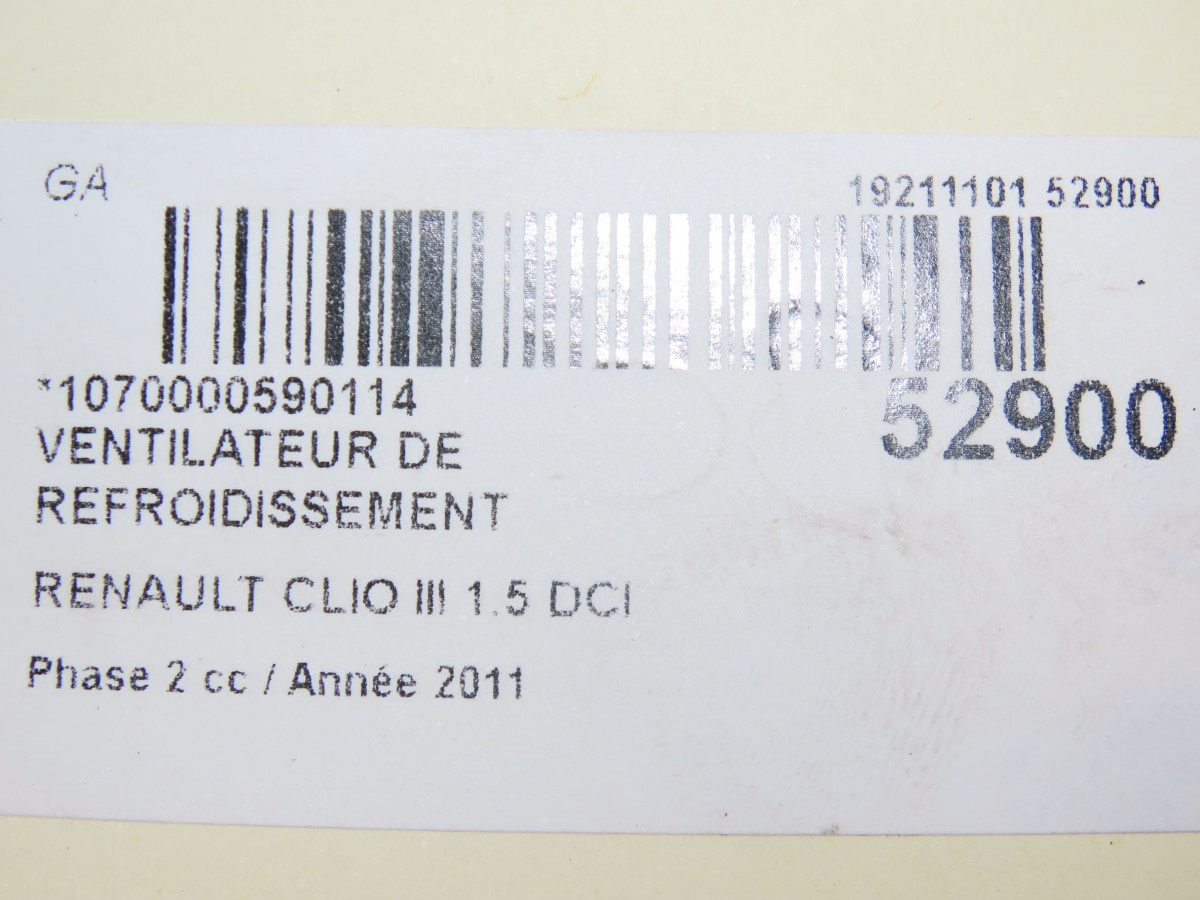 GA
19211101 52900
*1070000590114
52900
VENTILATEUR DE
REFROIDISSEMENT
RENAULT CLIO III 1.5 DCI
Phase 2 cc / Année 2011